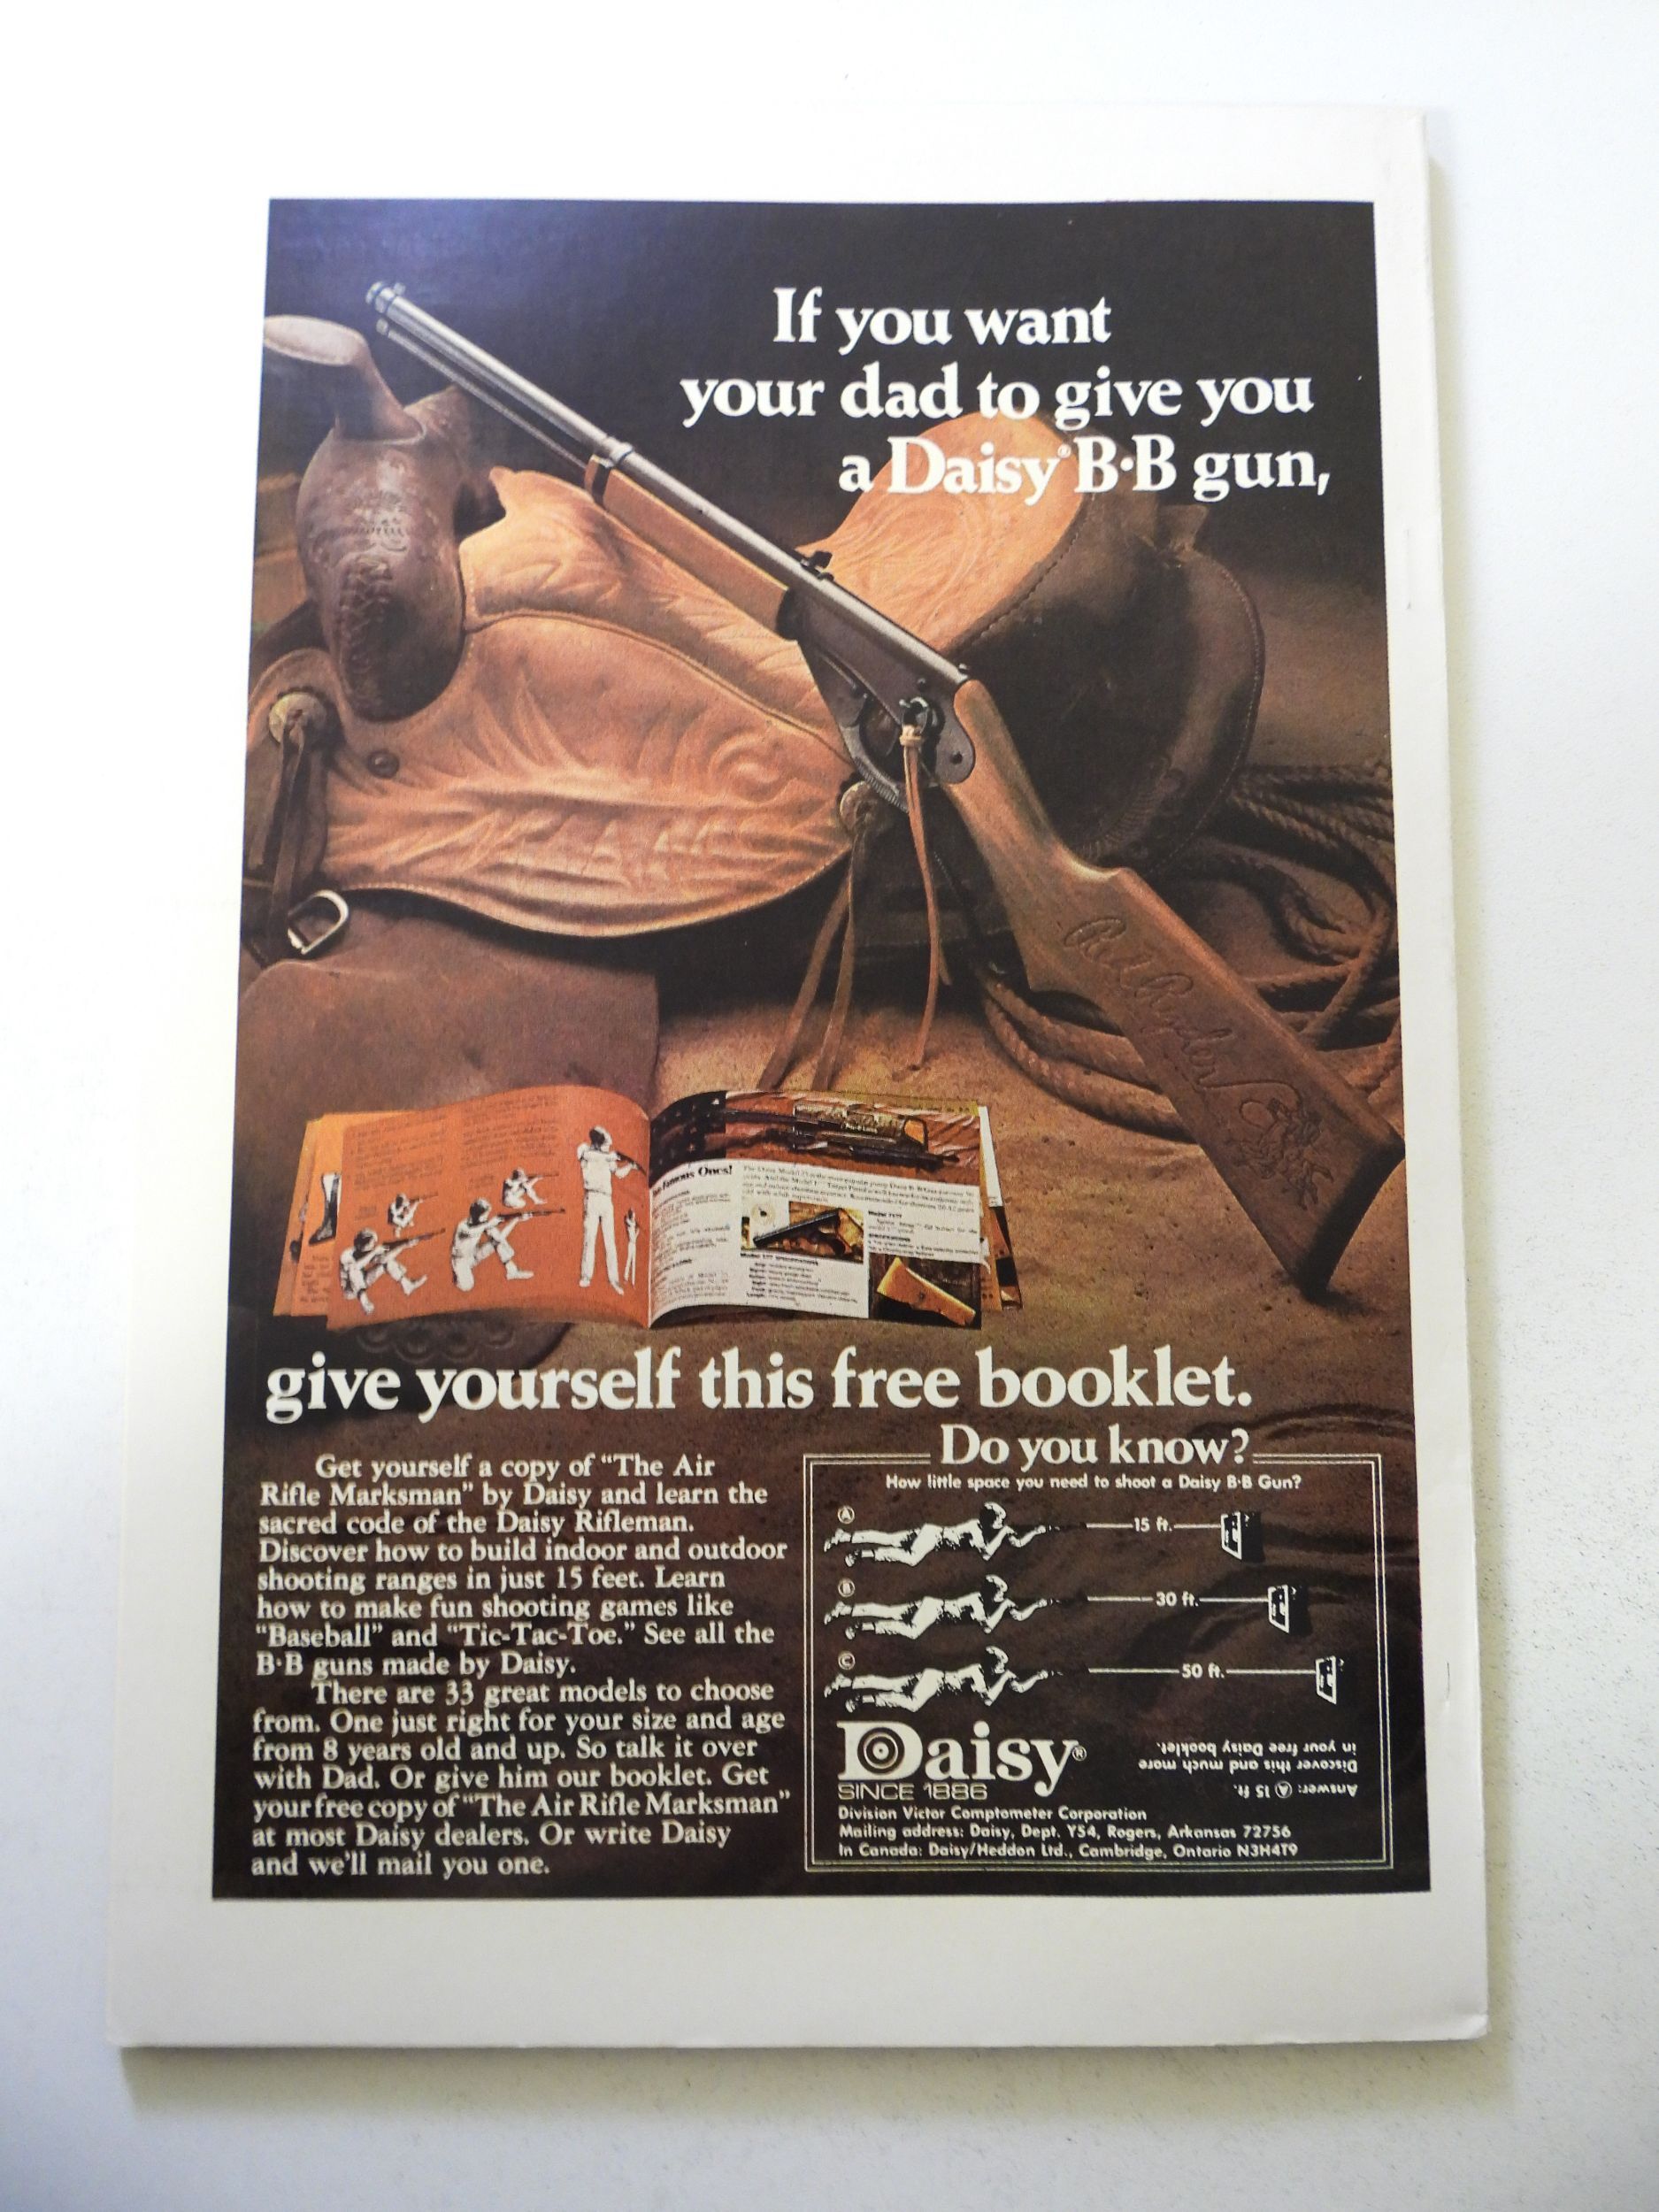 If you want
your dad to give you
a Daisy® B·B gun,
Red Ryder
Famous Ones!
give yourself this free booklet.
Get yourself a copy of “The Air
Rifle Marksman” by Daisy and learn the
sacred code of the Daisy Rifleman.
Discover how to build indoor and outdoor
shooting ranges in just 15 feet. Learn
how to make fun shooting games like
“Baseball” and “Tic-Tac-Toe.” See all the
B·B guns made by Daisy.
There are 33 great models to choose
from. One just right for your size and age
from 8 years old and up. So talk it over
with Dad. Or give him our booklet. Get
your free copy of “The Air Rifle Marksman”
at most Daisy dealers. Or write Daisy
and we'll mail you one.
Do you know?
How little space you need to shoot a Daisy B·B Gun?
A 15 ft.
B 30 ft.
C 50 ft.
Daisy®
SINCE 1886
Answer: Ⓐ 15 ft.
Discover this and much more
in your free Daisy booklet.
Division Victor Comptometer Corporation
Mailing address: Daisy, Dept. Y54, Rogers, Arkansas 72756
In Canada: Daisy/Heddon Ltd., Cambridge, Ontario N3H4T9